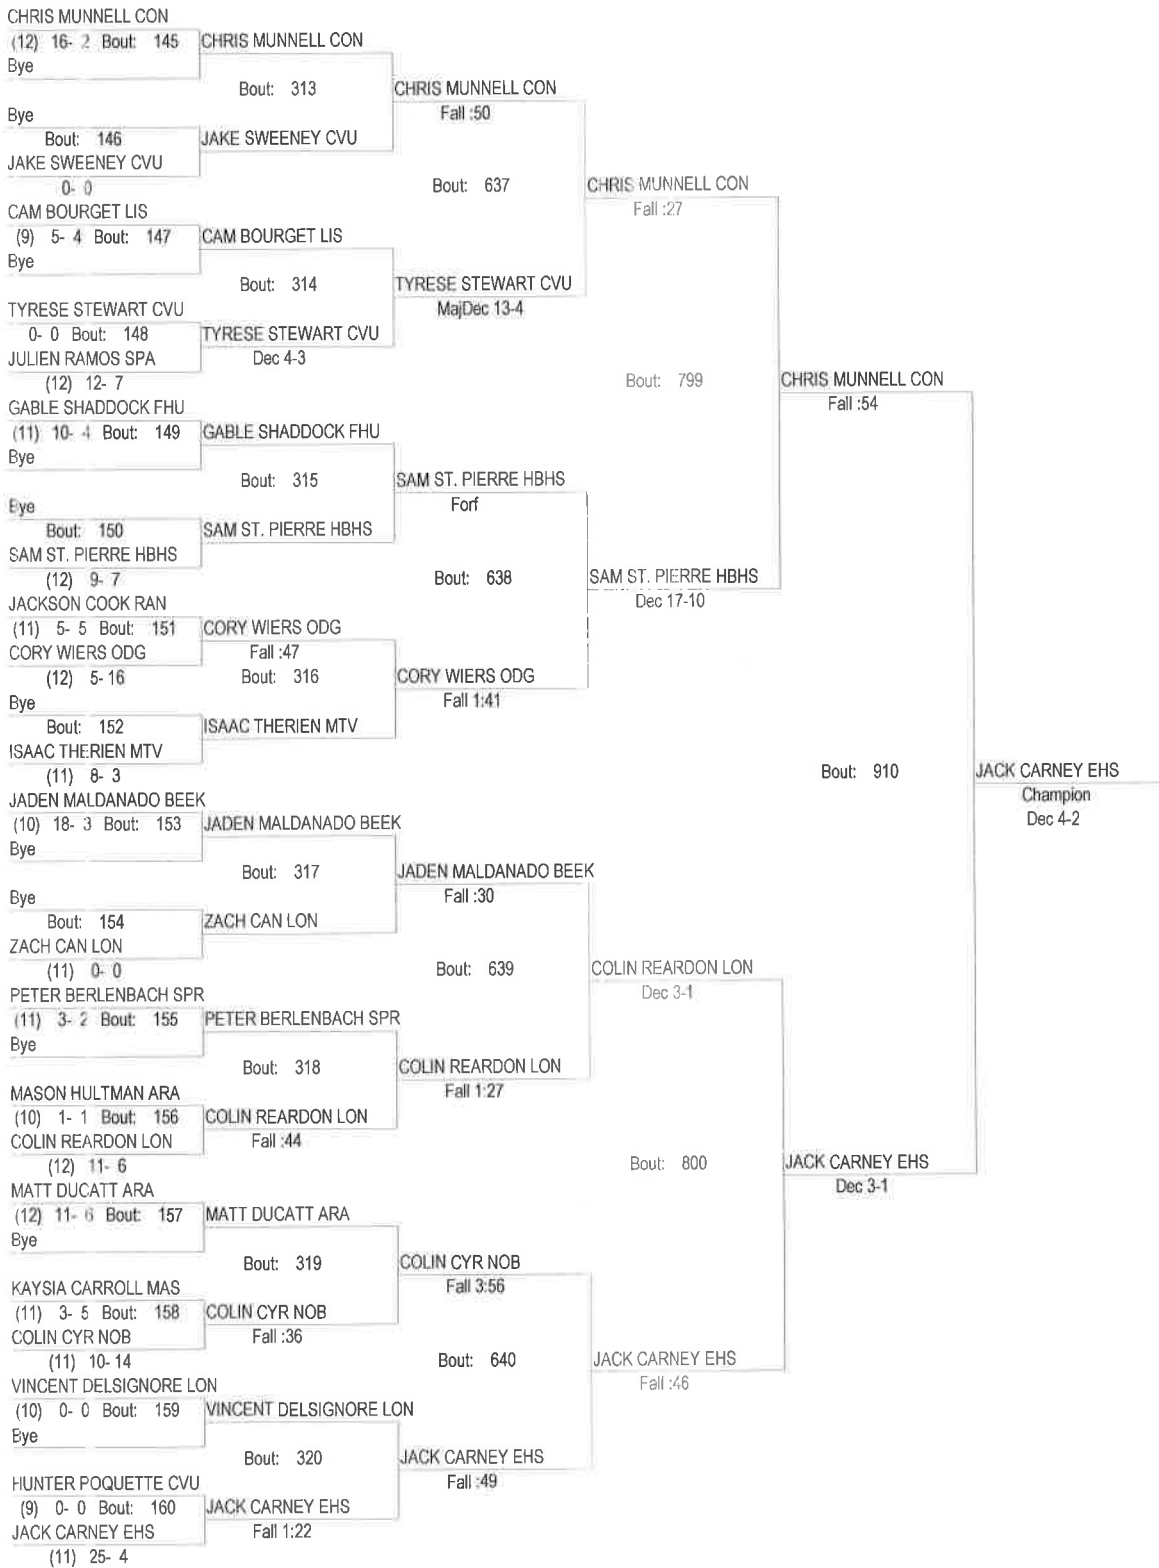 CHRIS MUNNELL CON
(12) 16- 2 Bout: 145
Bye
Bye
Bout: 146
JAKE SWEENEY CVU
0- 0
CAM BOURGET LIS
(9) 5- 4 Bout: 147
Bye
TYRESE STEWART CVU
0- 0 Bout: 148
JULIEN RAMOS SPA
(12) 12- 7
GABLE SHADDOCK FHU
(11) 10- 4 Bout: 149
Bye
Bye
Bout: 150
SAM ST. PIERRE HBHS
(12) 9- 7
JACKSON COOK RAN
(11) 5- 5 Bout: 151
CORY WIERS ODG
(12) 5-16
Bye
Bout: 152
ISAAC THERIEN MTV
(11) 8- 3
JADEN MALDANADO BEEK
(10) 18- 3 Bout: 153
Bye
Bye
Bout: 154
ZACH CAN LON
(11) 0- 0
PETER BERLENBACH SPR
(11) 3- 2 Bout: 155
Bye
MASON HULTMAN ARA
(10) 1- 1 Bout: 156
COLIN REARDON LON
(12) 11- 6
MATT DUCATT ARA
(12) 11- 6 Bout: 157
Bye
KAYSIA CARROLL MAS
(11) 3- 5 Bout: 158
COLIN CYR NOB
(11) 10-14
VINCENT DELSIGNORE LON
(10) 0- 0 Bout: 159
Bye
HUNTER POQUETTE CVU
(9) 0- 0 Bout: 160
JACK CARNEY EHS
(11) 25- 4
CHRIS MUNNELL CON
Bout: 313
JAKE SWEENEY CVU
CAM BOURGET LIS
Bout: 314
TYRESE STEWART CVU
Dec 4-3
GABLE SHADDOCK FHU
Bout: 315
SAM ST. PIERRE HBHS
CORY WIERS ODG
Fall :47
Bout: 316
ISAAC THERIEN MTV
JADEN MALDANADO BEEK
Bout: 317
ZACH CAN LON
PETER BERLENBACH SPR
Bout: 318
COLIN REARDON LON
Fall :44
MATT DUCATT ARA
Bout: 319
COLIN CYR NOB
Fall :36
VINCENT DELSIGNORE LON
Bout: 320
JACK CARNEY EHS
Fall 1:22
CHRIS MUNNELL CON
Fall :50
Bout: 637
TYRESE STEWART CVU
MajDec 13-4
SAM ST. PIERRE HBHS
Forf
Bout: 638
CORY WIERS ODG
Fall 1:41
JADEN MALDANADO BEEK
Fall :30
Bout: 639
COLIN REARDON LON
Fall 1:27
COLIN CYR NOB
Fall 3:56
Bout: 640
JACK CARNEY EHS
Fall :49
CHRIS MUNNELL CON
Fall :27
Bout: 799
SAM ST. PIERRE HBHS
Dec 17-10
COLIN REARDON LON
Dec 3-1
Bout: 800
JACK CARNEY EHS
Fall :46
CHRIS MUNNELL CON
Fall :54
Bout: 910
JACK CARNEY EHS
Dec 3-1
JACK CARNEY EHS
Champion
Dec 4-2